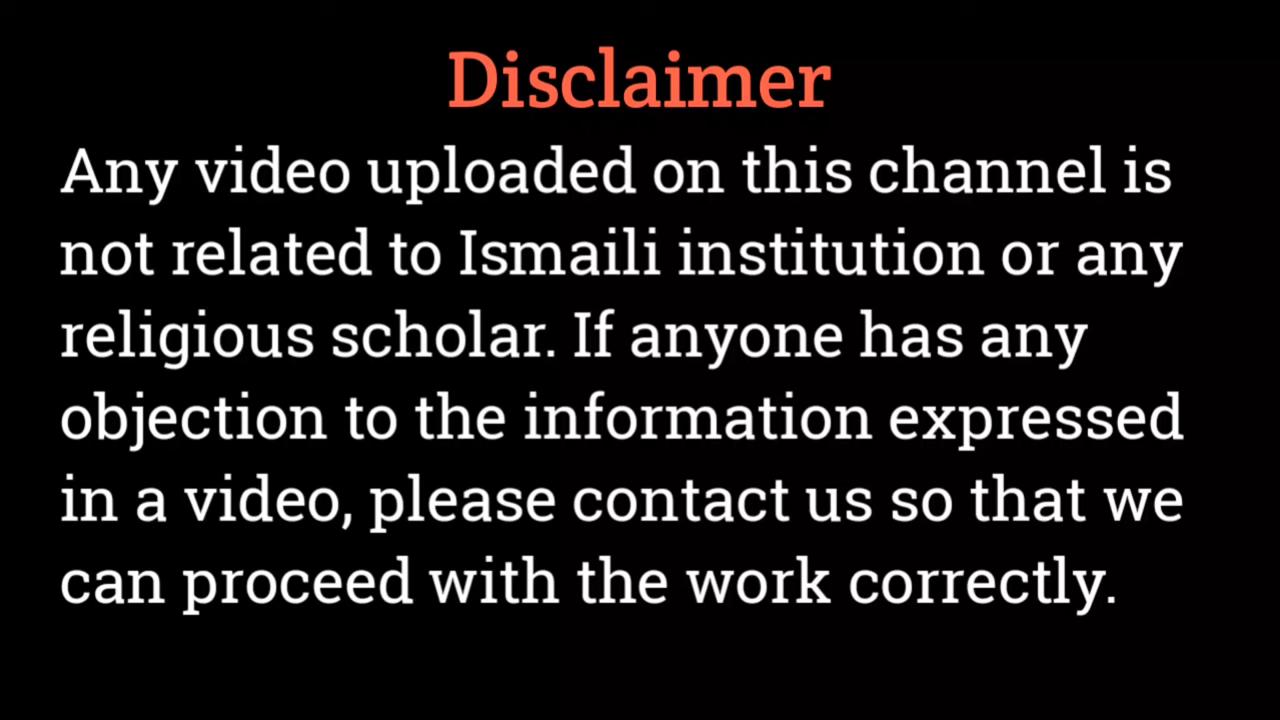 Disclaimer
Any video uploaded on this channel is
not related to Ismaili institution or any
religious scholar. If anyone has any
objection to the information expressed
in a video, please contact us so that we
can proceed with the work correctly.